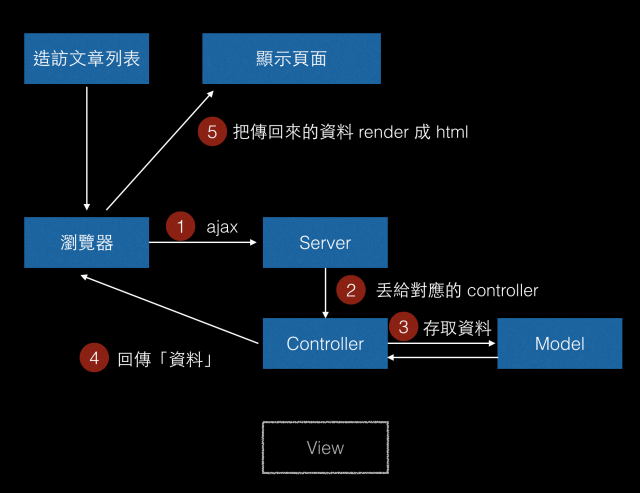 造訪文章列表
顯示頁面
5 把傳回來的資料 render 成 html
1 ajax
瀏覽器
Server
2 丟給對應的 controller
3 存取資料
Controller
Model
4 回傳「資料」
View